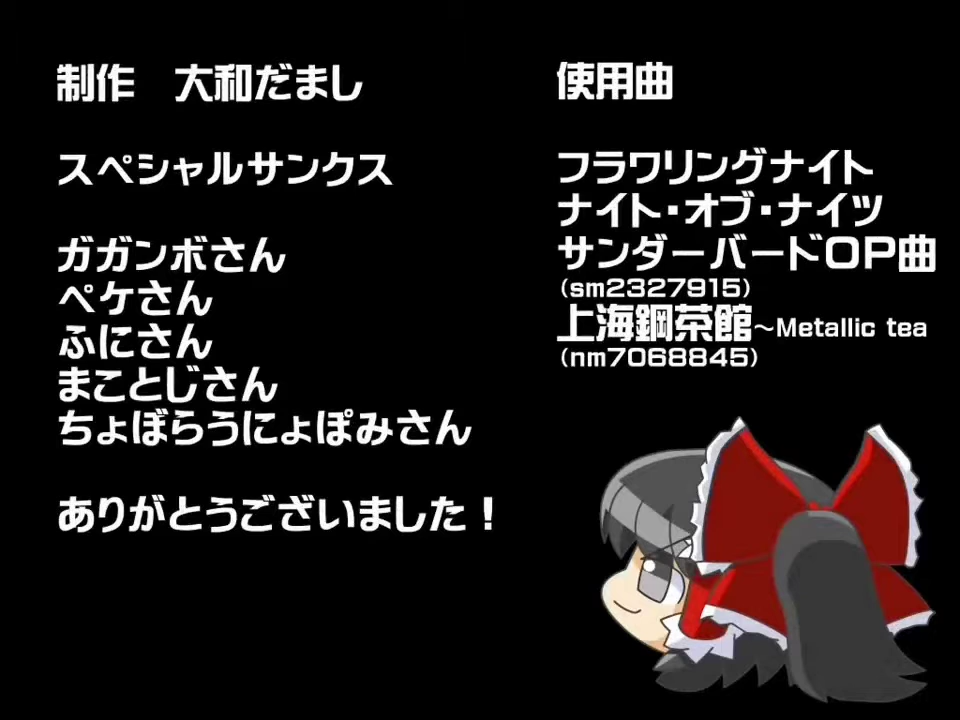 制作　大和だまし
スペシャルサンクス
ガガンボさん
ペケさん
ふにさん
まことじさん
ちょぼらうにょぽみさん
ありがとうございました！
使用曲
フラワリングナイト
ナイト・オブ・ナイツ
サンダーバードOP曲
(sm2327915)
上海鋼茶館～Metallic tea
(nm7068845)